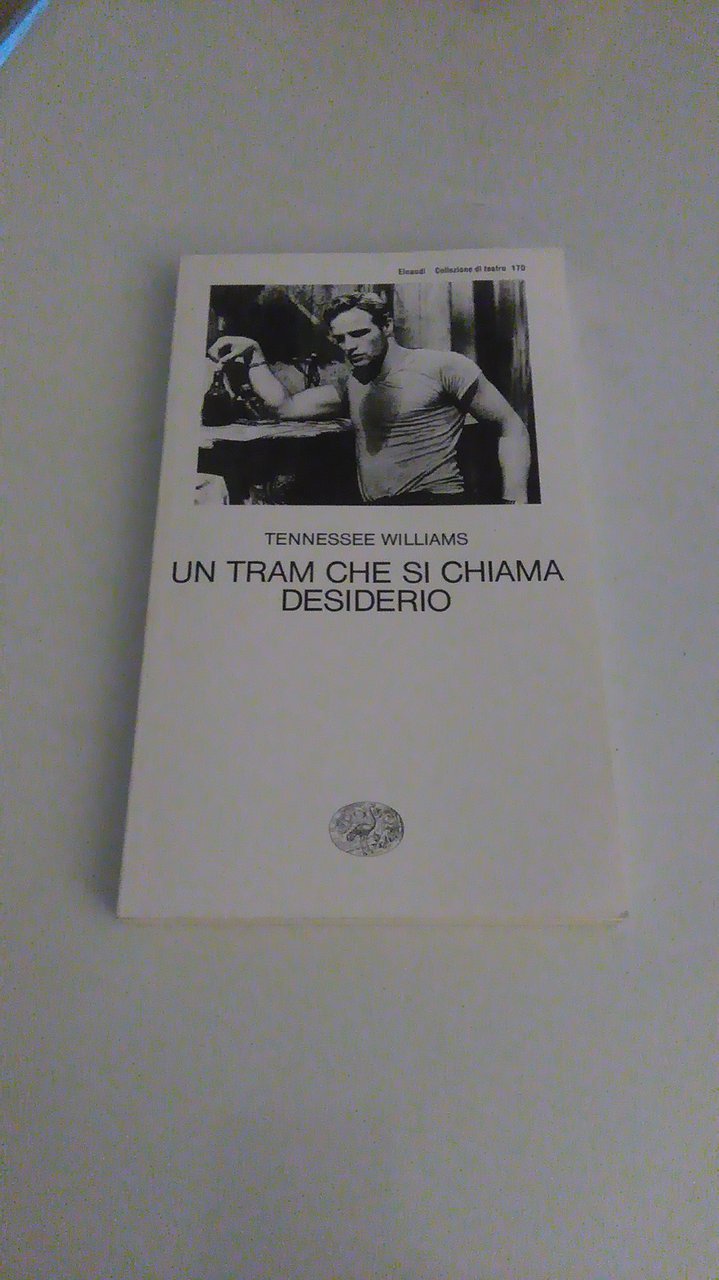 Einaudi Collezione di teatro 170
TENNESSEE WILLIAMS
UN TRAM CHE SI CHIAMA
DESIDERIO